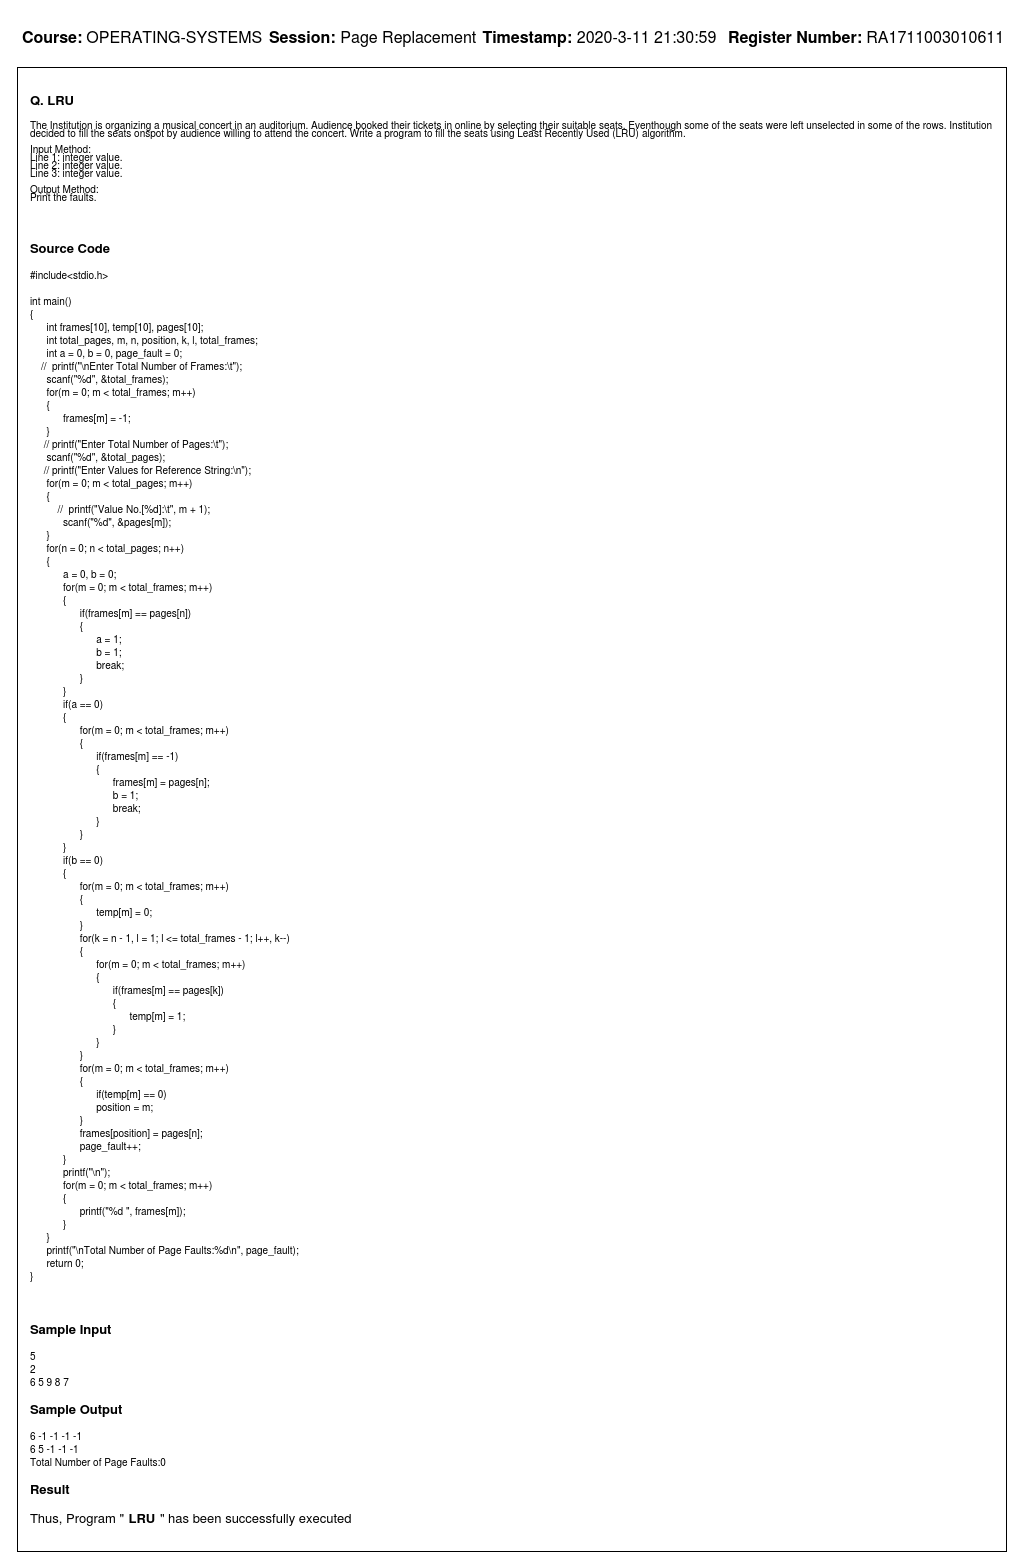 Course: OPERATING-SYSTEMS Session: Page Replacement Timestamp: 2020-3-11 21:30:59 Register Number: RA1711003010611
Q. LRU
The Institution is organizing a musical concert in an auditorium. Audience booked their tickets in online by selecting their suitable seats. Eventhough some of the seats were left unselected in some of the rows. Institution
decided to fill the seats onspot by audience willing to attend the concert. Write a program to fill the seats using Least Recently Used (LRU) algorithm.
Input Method:
Line 1: integer value.
Line 2: integer value.
Line 3: integer value.
Output Method:
Print the faults.
Source Code
#include<stdio.h>
int main()
{
int frames[10], temp[10], pages[10];
int total_pages, m, n, position, k, l, total_frames;
int a = 0, b = 0, page_fault = 0;
// printf("\nEnter Total Number of Frames:\t");
scanf("%d", &total_frames);
for(m = 0; m < total_frames; m++)
{
frames[m] = -1;
}
// printf("Enter Total Number of Pages:\t");
scanf("%d", &total_pages);
// printf("Enter Values for Reference String:\n");
for(m = 0; m < total_pages; m++)
{
// printf("Value No.[%d]:\t", m + 1);
scanf("%d", &pages[m]);
}
for(n = 0; n < total_pages; n++)
{
a = 0, b = 0;
for(m = 0; m < total_frames; m++)
{
if(frames[m] == pages[n])
{
a = 1;
b = 1;
break;
}
}
if(a == 0)
{
for(m = 0; m < total_frames; m++)
{
if(frames[m] == -1)
{
frames[m] = pages[n];
b = 1;
break;
}
}
}
if(b == 0)
{
for(m = 0; m < total_frames; m++)
{
temp[m] = 0;
}
for(k = n - 1, l = 1; l <= total_frames - 1; l++, k--)
{
for(m = 0; m < total_frames; m++)
{
if(frames[m] == pages[k])
{
temp[m] = 1;
}
}
}
for(m = 0; m < total_frames; m++)
{
if(temp[m] == 0)
position = m;
}
frames[position] = pages[n];
page_fault++;
}
printf("\n");
for(m = 0; m < total_frames; m++)
{
printf("%d ", frames[m]);
}
}
printf("\nTotal Number of Page Faults:%d\n", page_fault);
return 0;
}
Sample Input
5
2
6 5 9 8 7
Sample Output
6 -1 -1 -1 -1
6 5 -1 -1 -1
Total Number of Page Faults:0
Result
Thus, Program " LRU " has been successfully executed